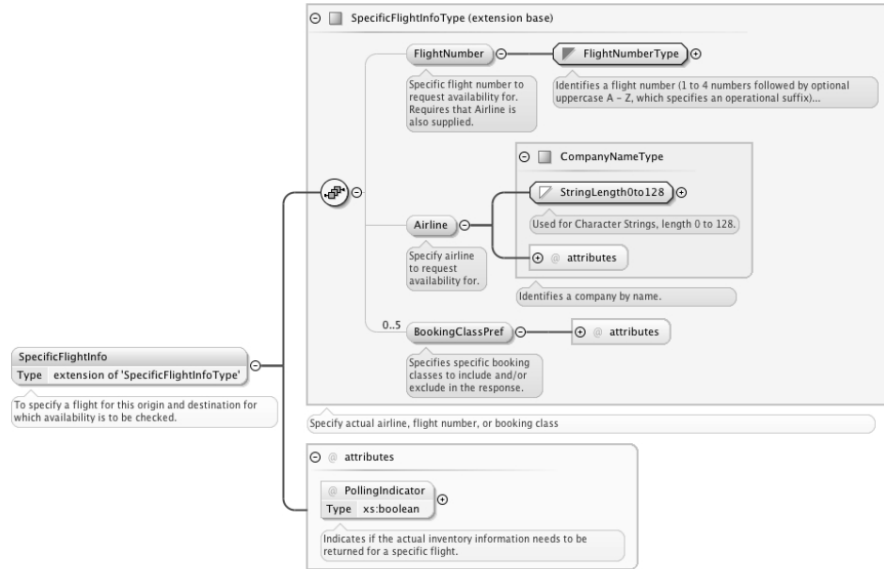 SpecificFlightInfoType (extension base)
FlightNumber
FlightNumberType
Specific flight number to
request availability for.
Requires that Airline is
also supplied.
Identifies a flight number (1 to 4 numbers followed by optional
uppercase A – Z, which specifies an operational suffix)...
CompanyNameType
StringLength0to128
Used for Character Strings, length 0 to 128.
Airline
@ attributes
Specify airline
to request
availability for.
Identifies a company by name.
0..5
BookingClassPref
@ attributes
Specifies specific booking
classes to include and/or
exclude in the response.
SpecificFlightInfo
Type extension of 'SpecificFlightInfoType'
To specify a flight for this origin and destination for
which availability is to be checked.
Specify actual airline, flight number, or booking class
@ attributes
@ PollingIndicator
Type xs:boolean
Indicates if the actual inventory information needs to be
returned for a specific flight.